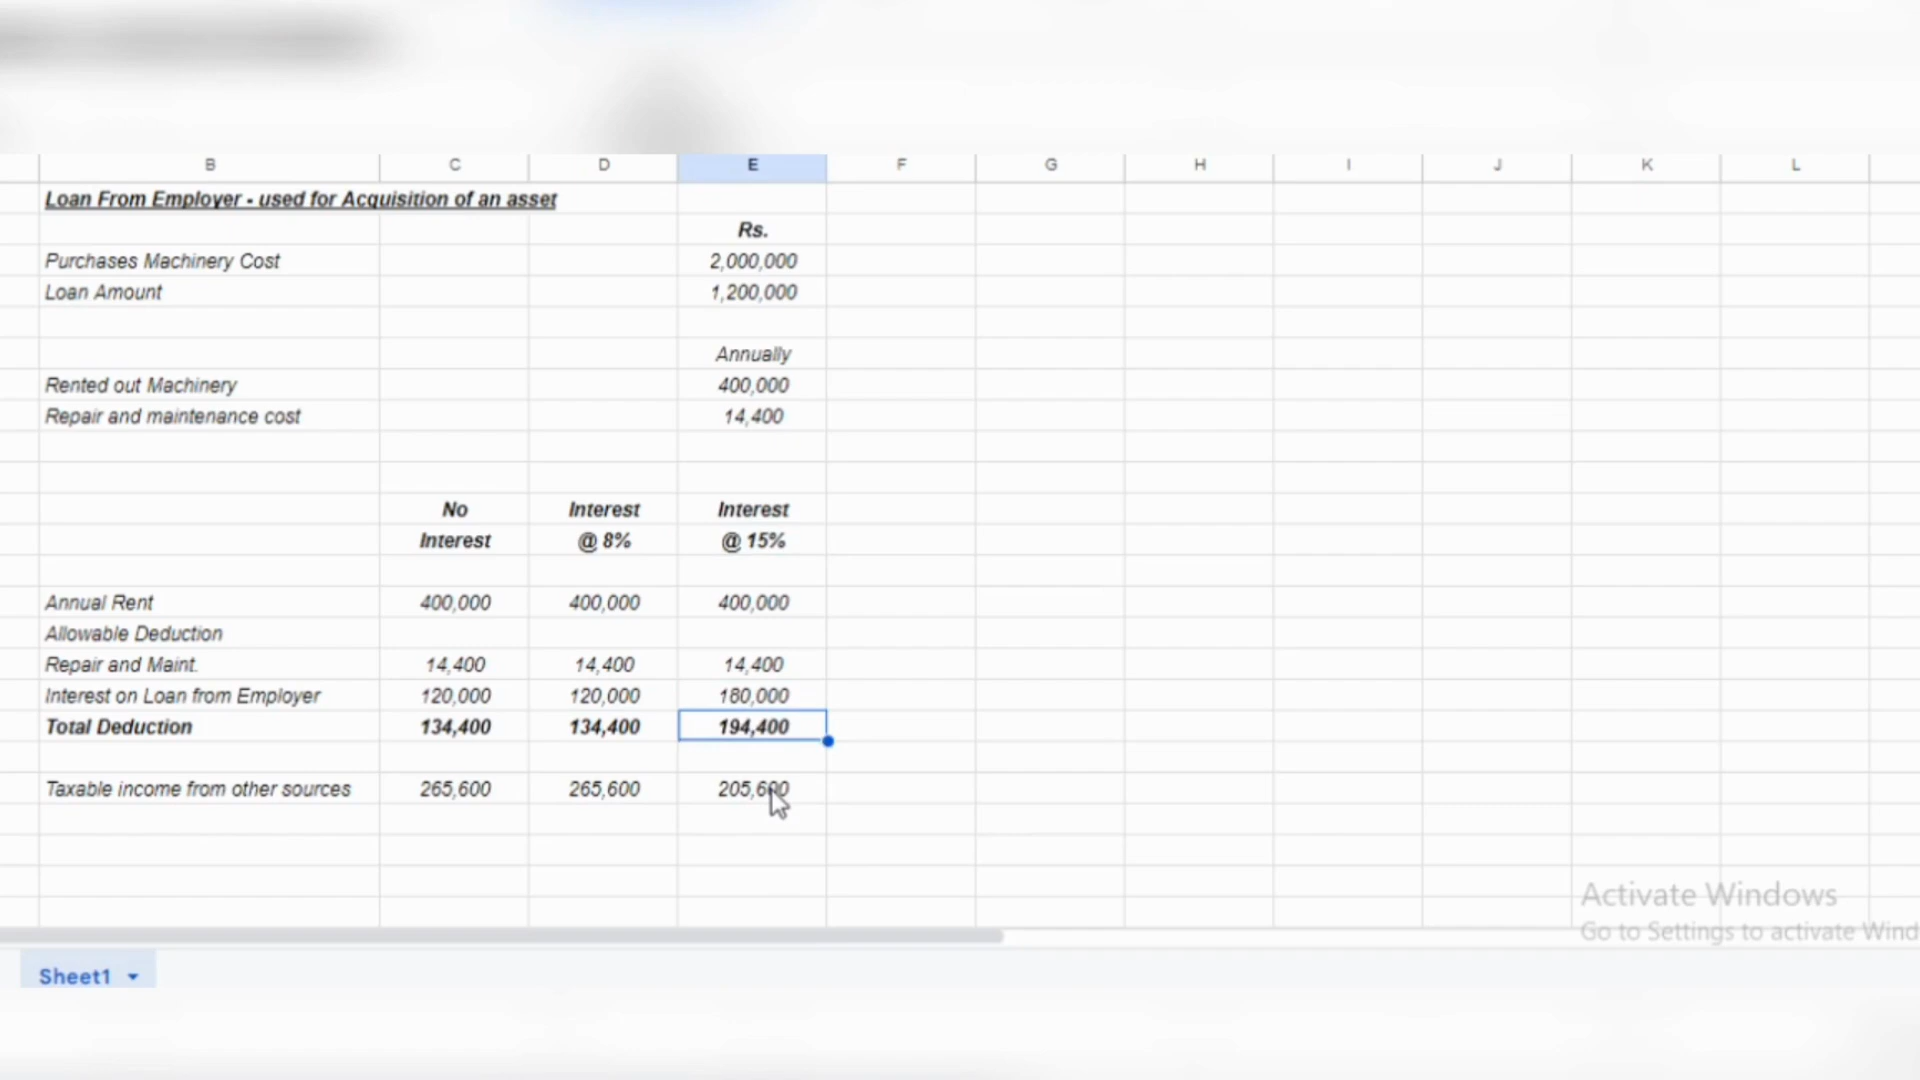 B C D E F G H I J K L
Loan From Employer - used for Acquisition of an asset
Rs.
Purchases Machinery Cost 2,000,000
Loan Amount 1,200,000
Annually
Rented out Machinery 400,000
Repair and maintenance cost 14,400
No Interest Interest
Interest @ 8% @ 15%
Annual Rent 400,000 400,000 400,000
Allowable Deduction
Repair and Maint. 14,400 14,400 14,400
Interest on Loan from Employer 120,000 120,000 180,000
Total Deduction 134,400 134,400 194,400
Taxable income from other sources 265,600 265,600 205,600
Activate Windows
Go to Settings to activate Wind
Sheet1